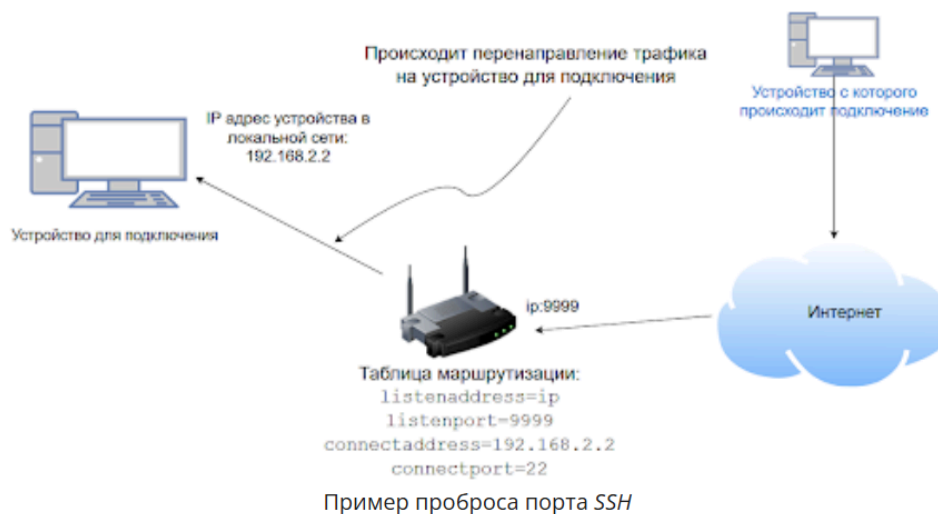 Происходит перенаправление трафика
на устройство для подключения
Устройство с которого
происходит подключение
IP адрес устройства в
локальной сети:
192.168.2.2
Устройство для подключения
ip:9999
Интернет
Таблица маршрутизации:
listenaddress=ip
listenport=9999
connectaddress=192.168.2.2
connectport=22
Пример проброса порта SSH